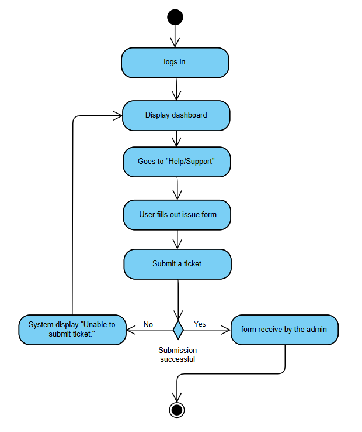 logs in
Display dashboard
Goes to "Help/Support"
User fills out issue form
Submit a ticket
No
Yes
System display "Unable to
submit ticket."
form receive by the admin
Submission
successful